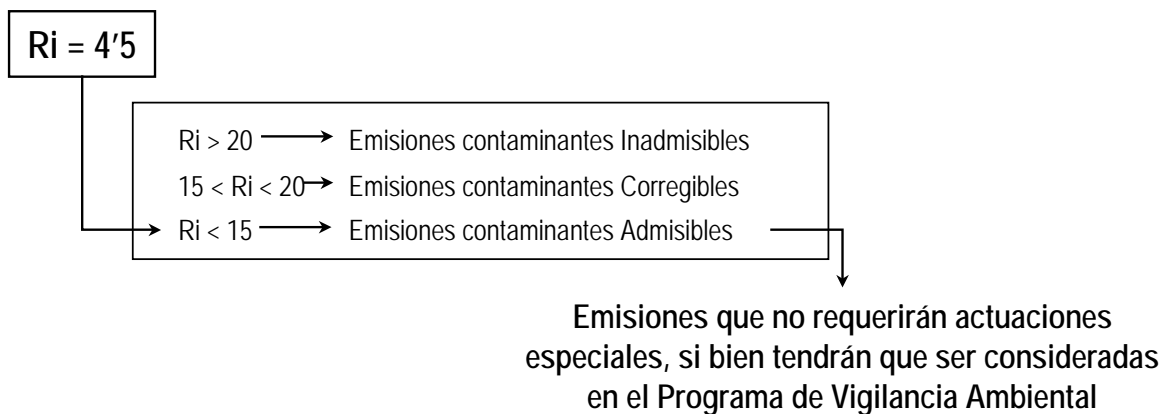 Ri = 4'5
Ri > 20 Emisiones contaminantes Inadmisibles
15 < Ri < 20 Emisiones contaminantes Corregibles
Ri < 15 Emisiones contaminantes Admisibles
Emisiones que no requerirán actuaciones
especiales, si bien tendrán que ser consideradas
en el Programa de Vigilancia Ambiental